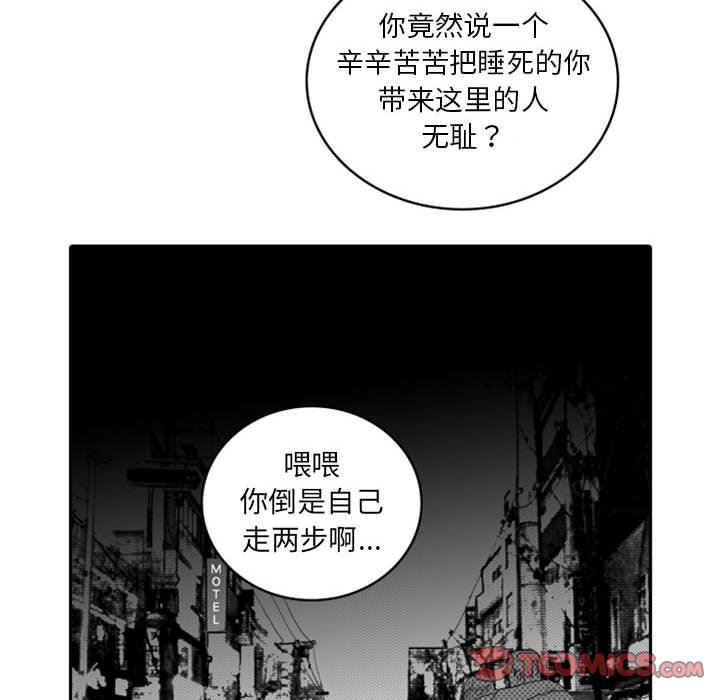 你竟然说一个
辛辛苦苦把睡死的你
带来这里的人
无耻？
喂喂
你倒是自己
走两步啊...
MOTEL
TCOMICS.COM